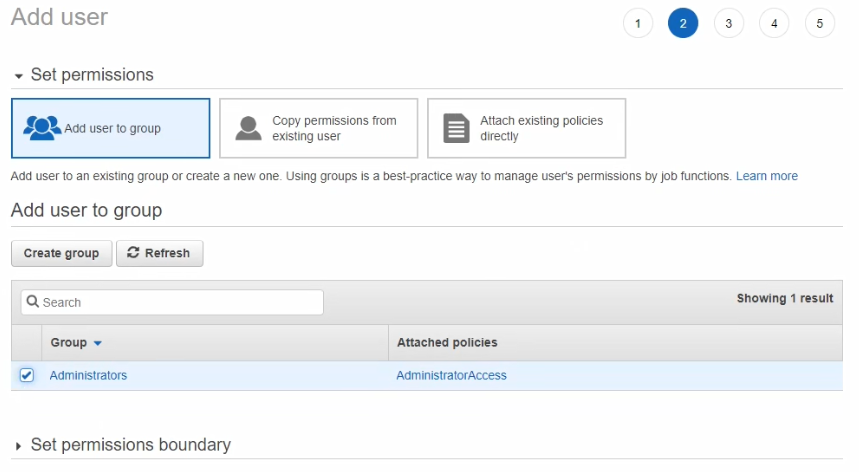 Add user
1 2 3 4 5
Set permissions
Add user to group
Copy permissions from
existing user
Attach existing policies
directly
Add user to an existing group or create a new one. Using groups is a best-practice way to manage user's permissions by job functions. Learn more
Add user to group
Create group Refresh
Search
Showing 1 result
Group Attached policies
Administrators AdministratorAccess
Set permissions boundary